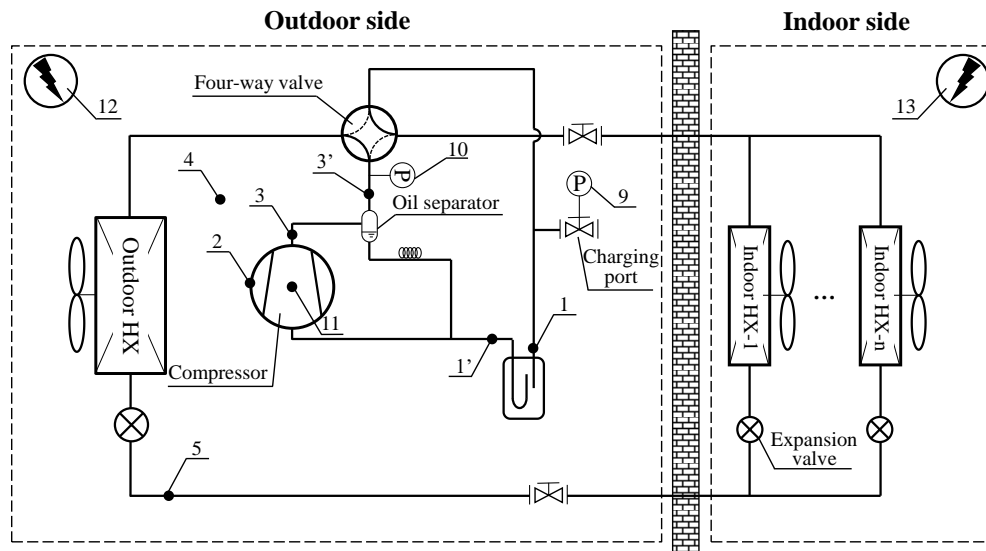 Outdoor side
Indoor side
12
Four-way valve
13
10
P
3'
4
9
P
3
Oil separator
2
Charging
port
Outdoor HX
Indoor HX-1
...
Indoor HX-n
11
1
1'
Compressor
Expansion
valve
5